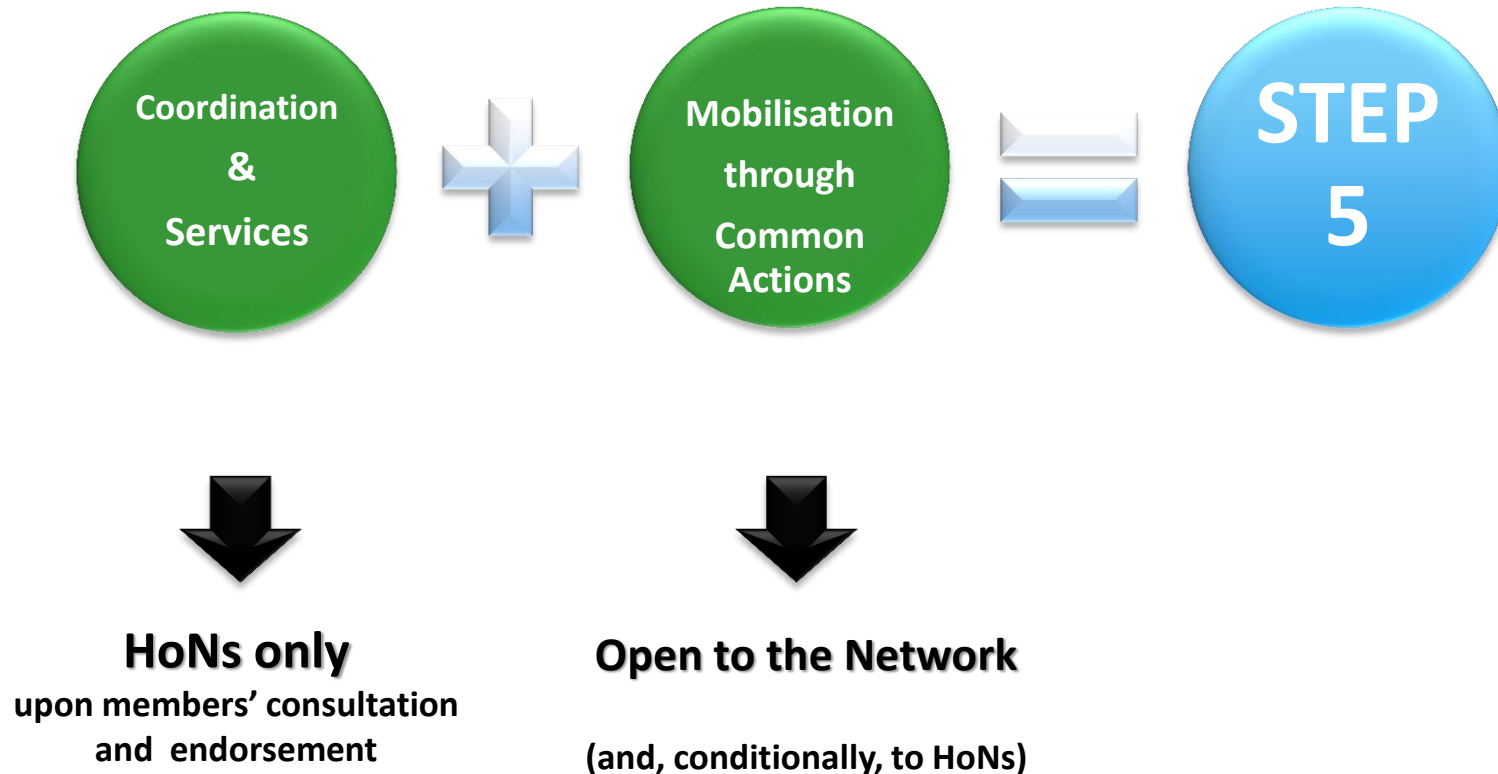 Coordination
&
Services
Mobilisation
through
Common
Actions
STEP
5
HoNs only
upon members’ consultation
and endorsement
Open to the Network
(and, conditionally, to HoNs)